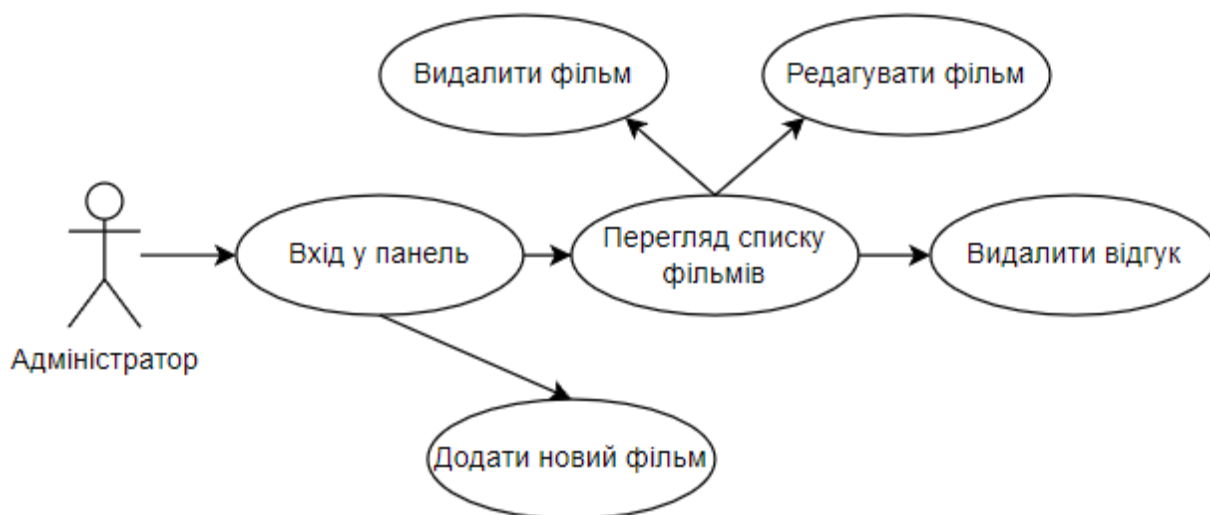 Видалити фільм
Редагувати фільм
Вхід у панель
Перегляд списку
фільмів
Видалити відгук
Адміністратор
Додати новий фільм